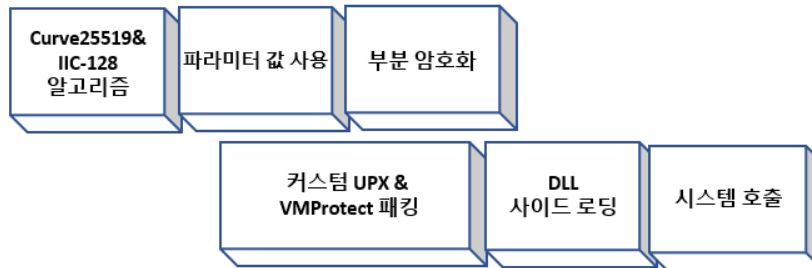 Curve25519&
IIC-128
알고리즘
파라미터 값 사용
부분 암호화
커스텀 UPX &
VMProtect 패킹
DLL
사이드 로딩
시스템 호출